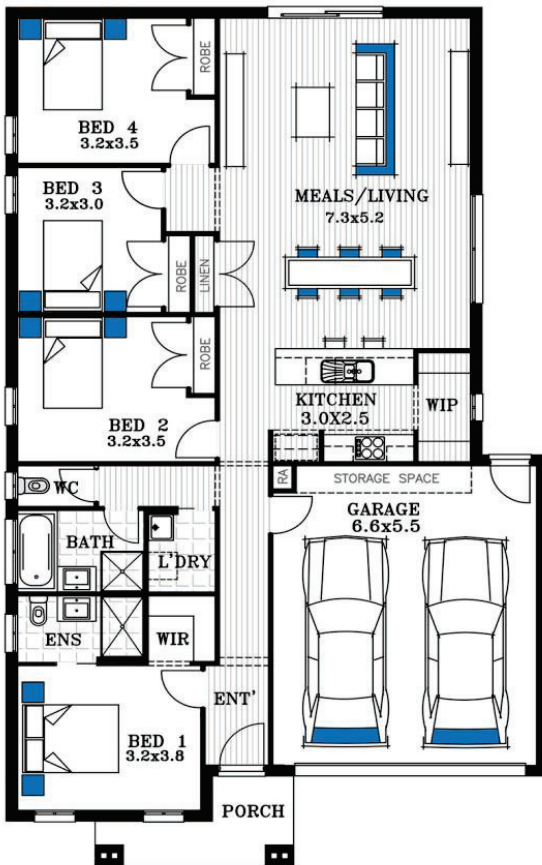 ROBE
BED 4
3.2x3.5
BED 3
3.2x3.0
MEALS/LIVING
7.3x5.2
ROBE
LINEN
ROBE
BED 2
3.2x3.5
KITCHEN
3.0X2.5
WIP
WC
RA
STORAGE SPACE
GARAGE
6.6x5.5
BATH
L'DRY
ENS
WIR
ENT'
BED 1
3.2x3.8
PORCH